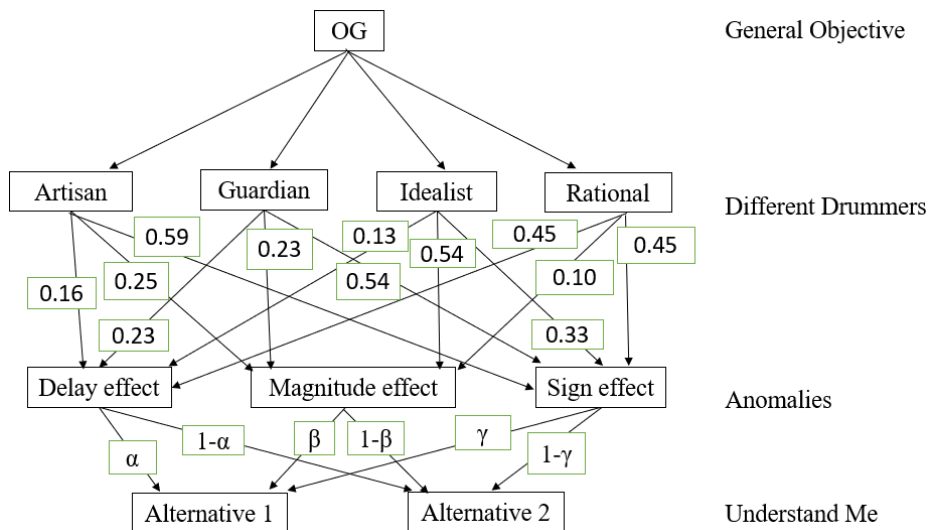 OG
General Objective
Artisan
Guardian
Idealist
Rational
Different Drummers
0.59
0.23
0.13
0.45
0.45
0.16
0.25
0.54
0.54
0.10
0.23
0.33
Delay effect
Magnitude effect
Sign effect
Anomalies
α
1-α
β
1-β
γ
1-γ
Alternative 1
Alternative 2
Understand Me